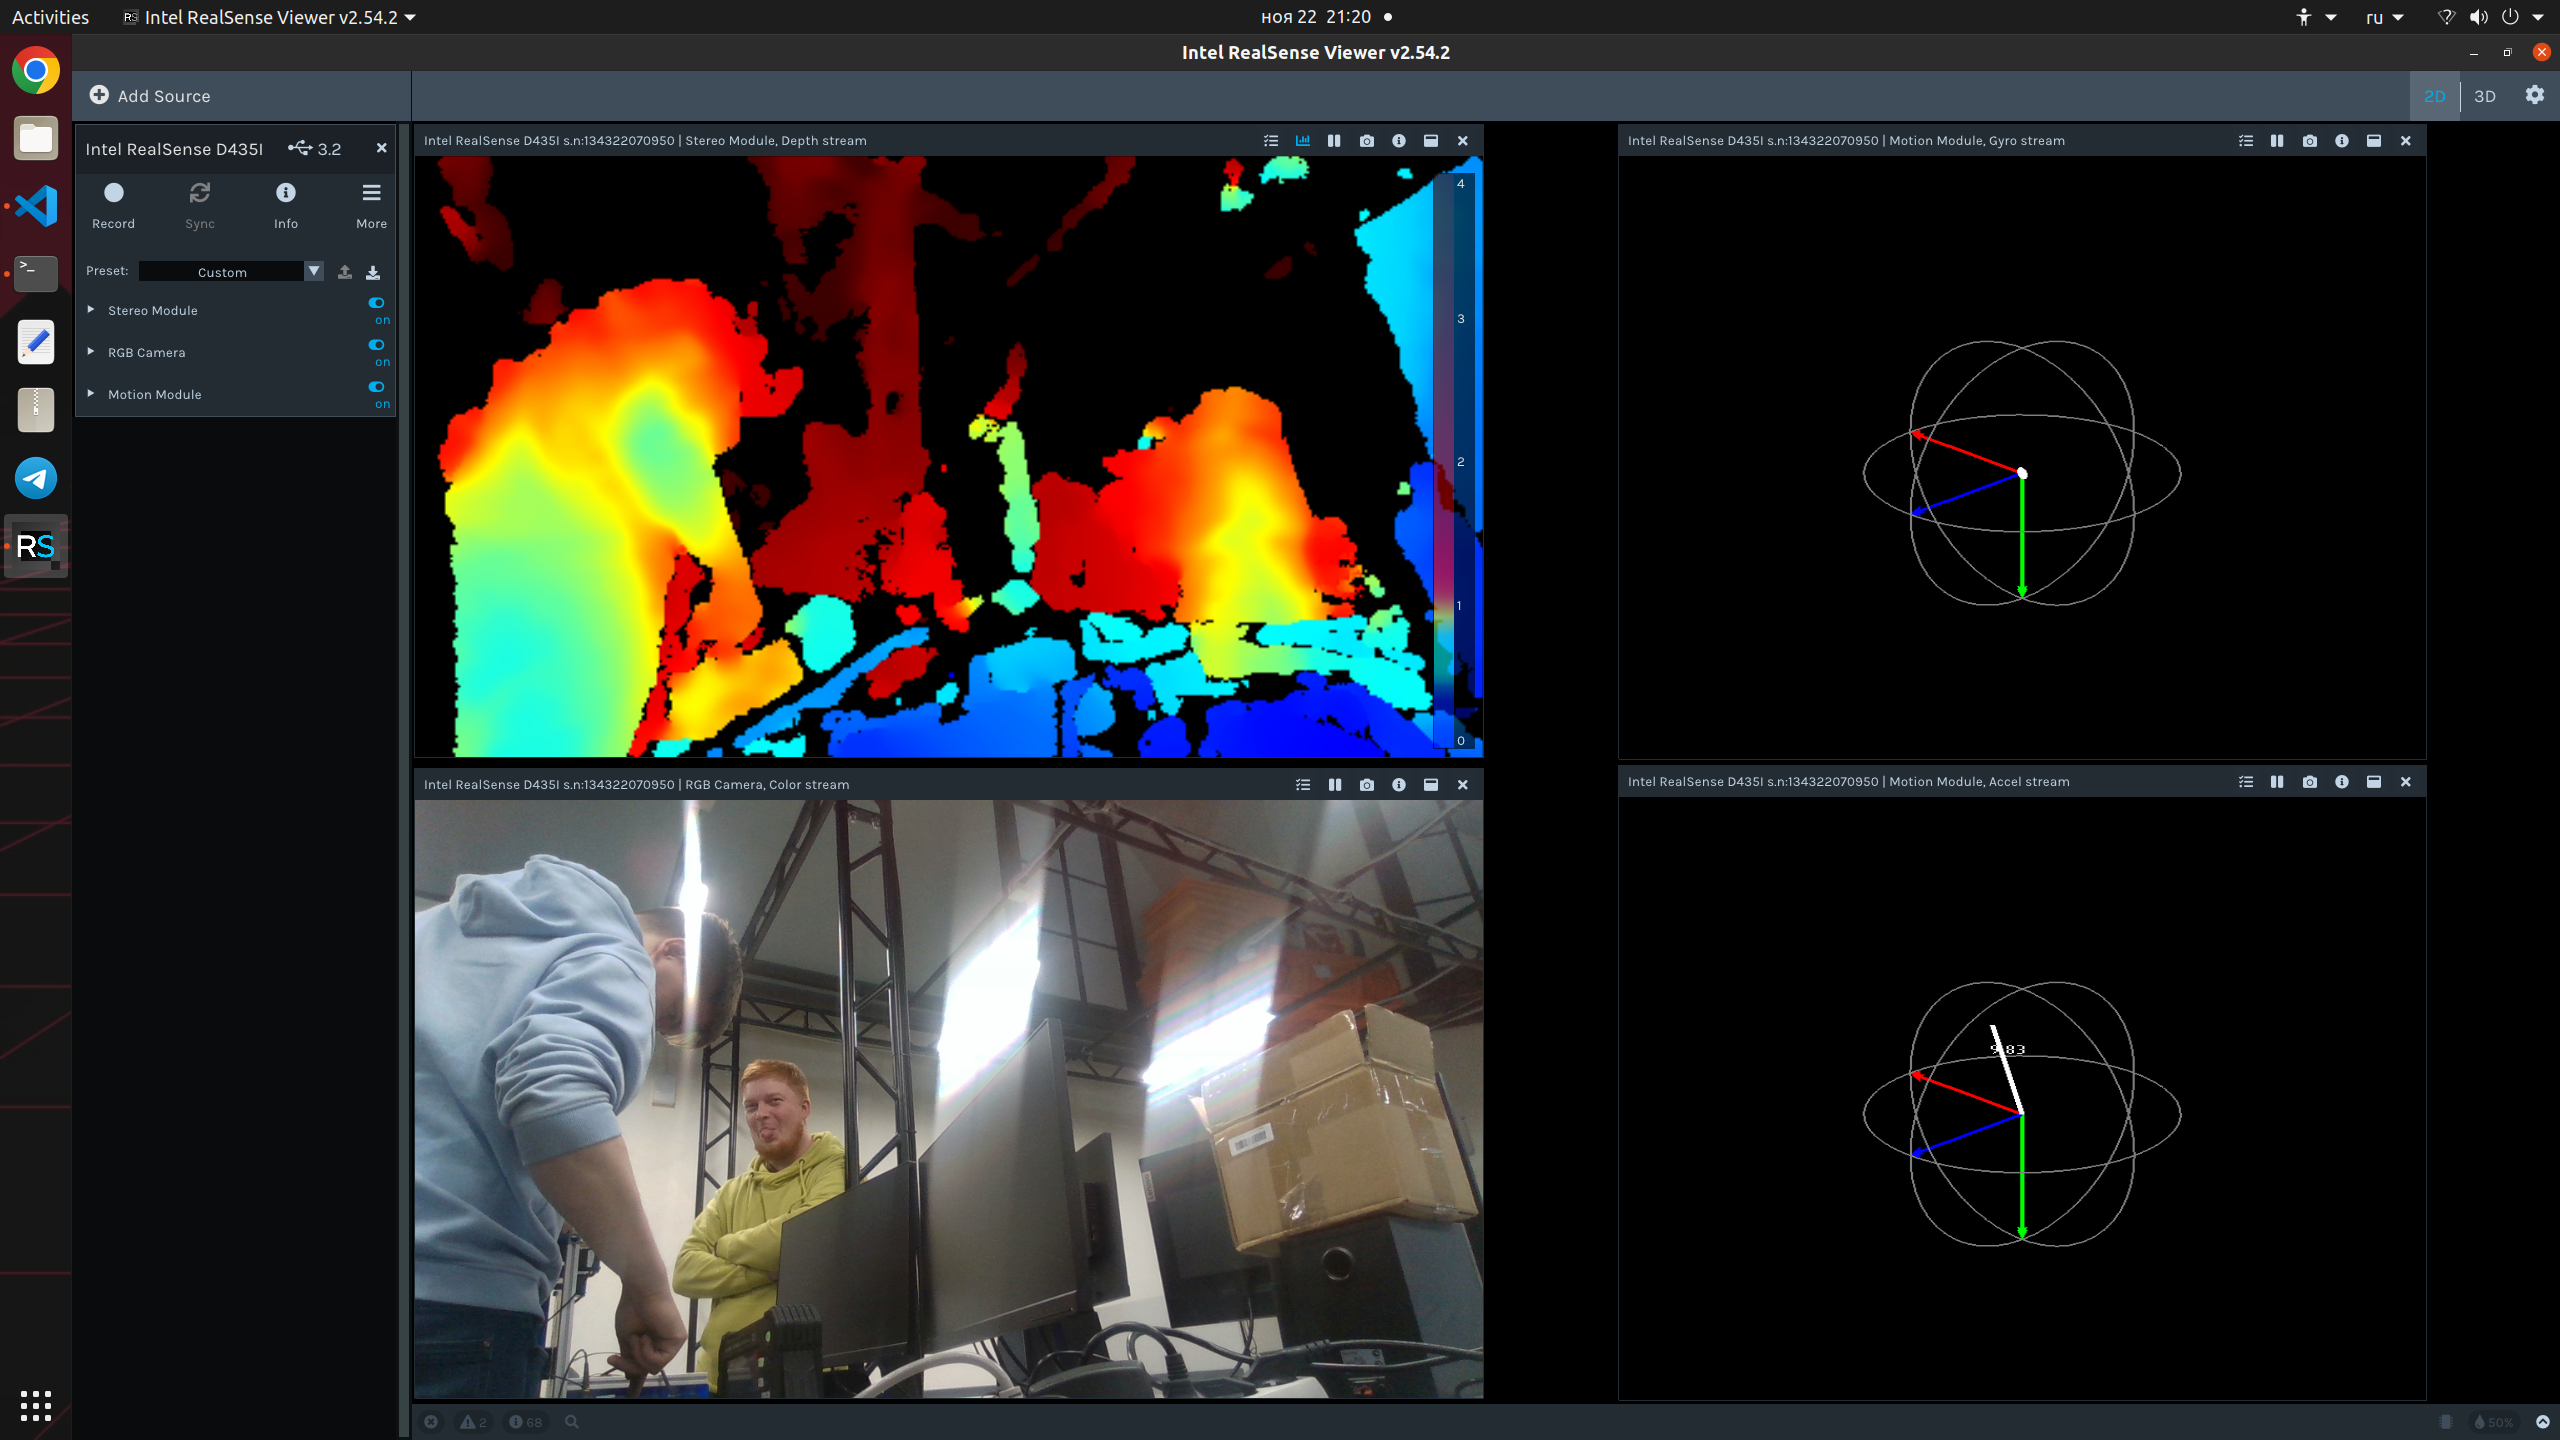 Activities Intel RealSense Viewer v2.54.2 ноя 22 21:20 ru
Intel RealSense Viewer v2.54.2
Add Source 2D 3D
Intel RealSense D435I 3.2
Record Sync Info More
Preset: Custom
Stereo Module on
RGB Camera on
Motion Module on
Intel RealSense D435I s.n:134322070950 | Stereo Module, Depth stream
4
3
2
1
0
Intel RealSense D435I s.n:134322070950 | Motion Module, Gyro stream
Intel RealSense D435I s.n:134322070950 | RGB Camera, Color stream
Intel RealSense D435I s.n:134322070950 | Motion Module, Accel stream
9.83
RS
2 68 50%